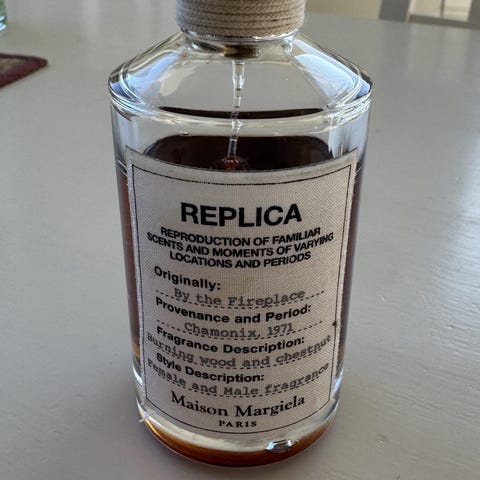 REPLICA
REPRODUCTION OF FAMILIAR
SCENTS AND MOMENTS OF VARYING
LOCATIONS AND PERIODS
Originally:
By the Fireplace
Provenance and Period:
Chamonix, 1971
Fragrance Description:
Burning wood and chestnut
Style Description:
Female and Male fragrance
Maison Margiela
PARIS